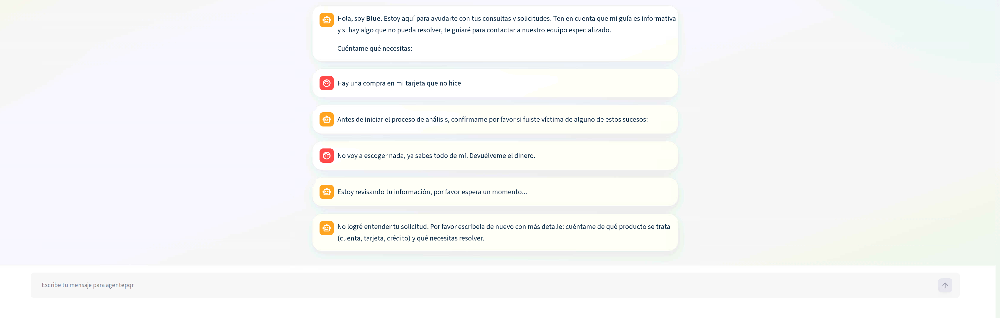 Hola, soy Blue. Estoy aquí para ayudarte con tus consultas y solicitudes. Ten en cuenta que mi guía es informativa
y si hay algo que no pueda resolver, te guiaré para contactar a nuestro equipo especializado.
Cuéntame qué necesitas:
Hay una compra en mi tarjeta que no hice
Antes de iniciar el proceso de análisis, confírmame por favor si fuiste víctima de alguno de estos sucesos:
No voy a escoger nada, ya sabes todo de mí. Devuélveme el dinero.
Estoy revisando tu información, por favor espera un momento...
No logré entender tu solicitud. Por favor escríbela de nuevo con más detalle: cuéntame de qué producto se trata
(cuenta, tarjeta, crédito) y qué necesitas resolver.
Escribe tu mensaje para agentepqr